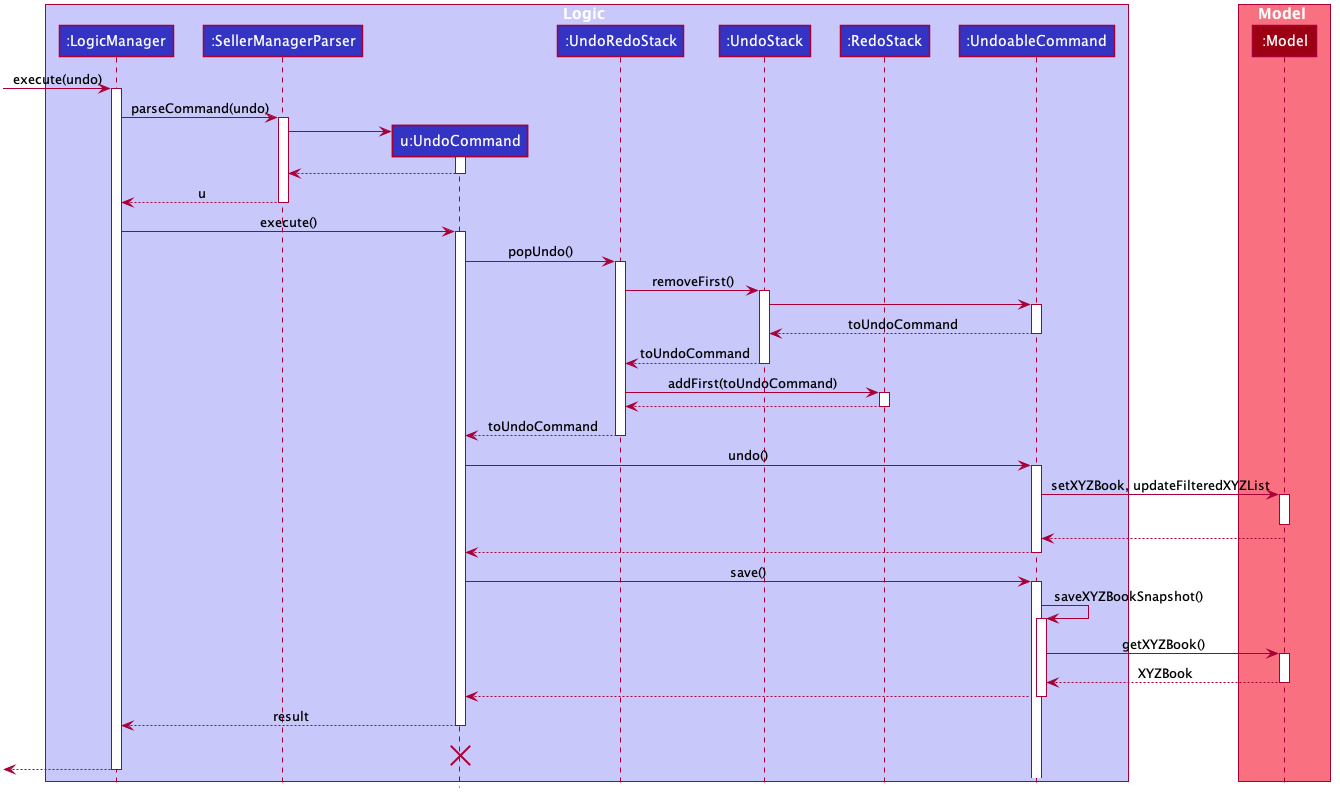 Logic
Model
:LogicManager
:SellerManagerParser
:UndoRedoStack
:UndoStack
:RedoStack
:UndoableCommand
:Model
execute(undo)
parseCommand(undo)
u:UndoCommand
u
execute()
popUndo()
removeFirst()
toUndoCommand
toUndoCommand
addFirst(toUndoCommand)
toUndoCommand
undo()
setXYZBook, updateFilteredXYZList
save()
saveXYZBookSnapshot()
getXYZBook()
XYZBook
result